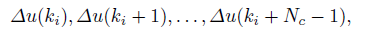 Δu(k_i), Δu(k_i + 1), . . . , Δu(k_i + N_c − 1),